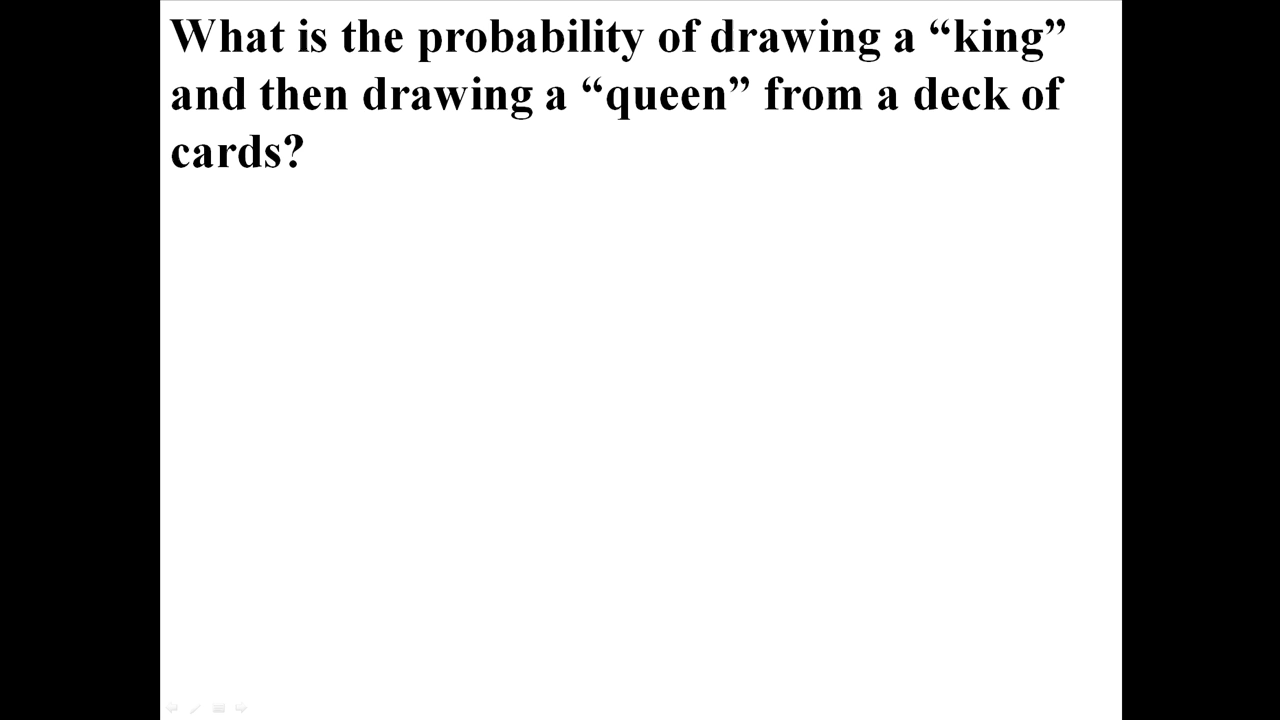 What is the probability of drawing a “king”
and then drawing a “queen” from a deck of
cards?